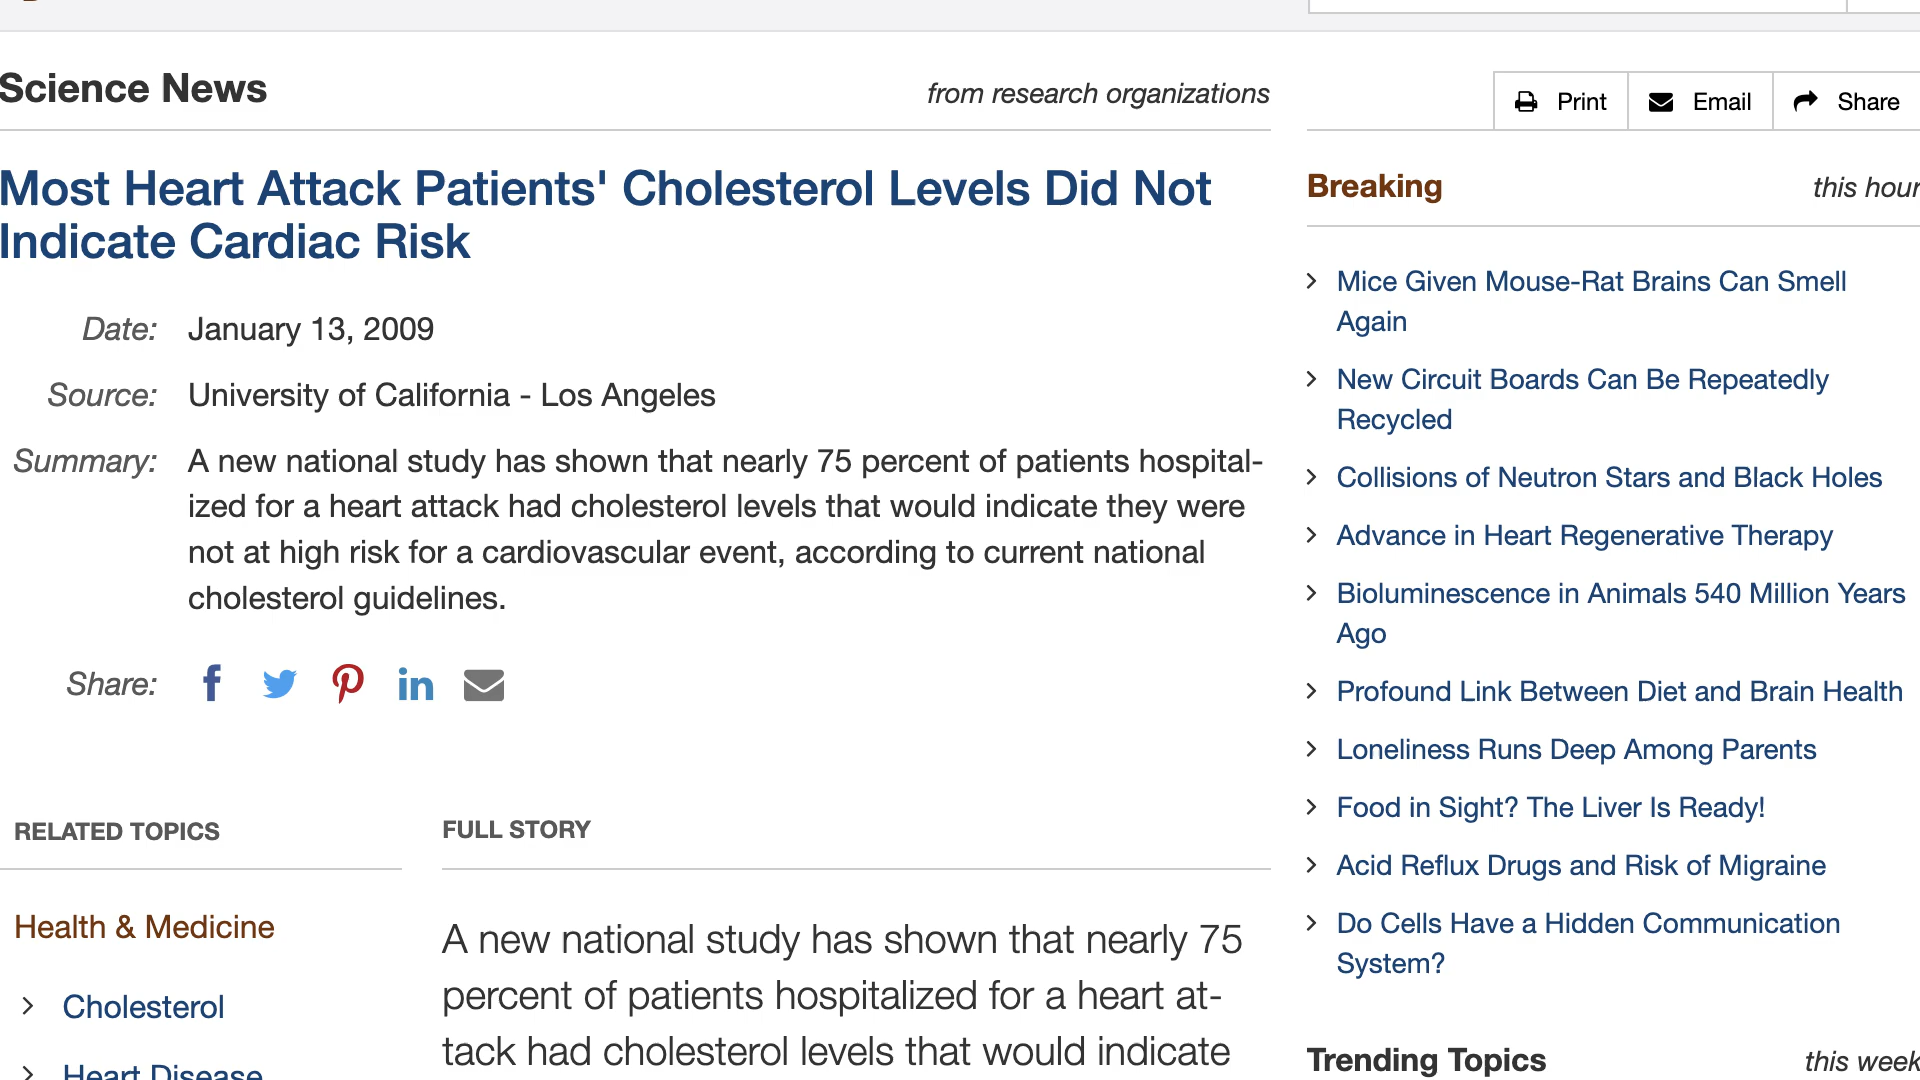 Science News
from research organizations
Print
Email
Share
Most Heart Attack Patients' Cholesterol Levels Did Not
Indicate Cardiac Risk
Date: January 13, 2009
Source: University of California - Los Angeles
Summary: A new national study has shown that nearly 75 percent of patients hospital-
ized for a heart attack had cholesterol levels that would indicate they were
not at high risk for a cardiovascular event, according to current national
cholesterol guidelines.
Share:
RELATED TOPICS
Health & Medicine
Cholesterol
Heart Disease
FULL STORY
A new national study has shown that nearly 75
percent of patients hospitalized for a heart at-
tack had cholesterol levels that would indicate
Breaking
this hour
Mice Given Mouse-Rat Brains Can Smell
Again
New Circuit Boards Can Be Repeatedly
Recycled
Collisions of Neutron Stars and Black Holes
Advance in Heart Regenerative Therapy
Bioluminescence in Animals 540 Million Years
Ago
Profound Link Between Diet and Brain Health
Loneliness Runs Deep Among Parents
Food in Sight? The Liver Is Ready!
Acid Reflux Drugs and Risk of Migraine
Do Cells Have a Hidden Communication
System?
Trending Topics
this week